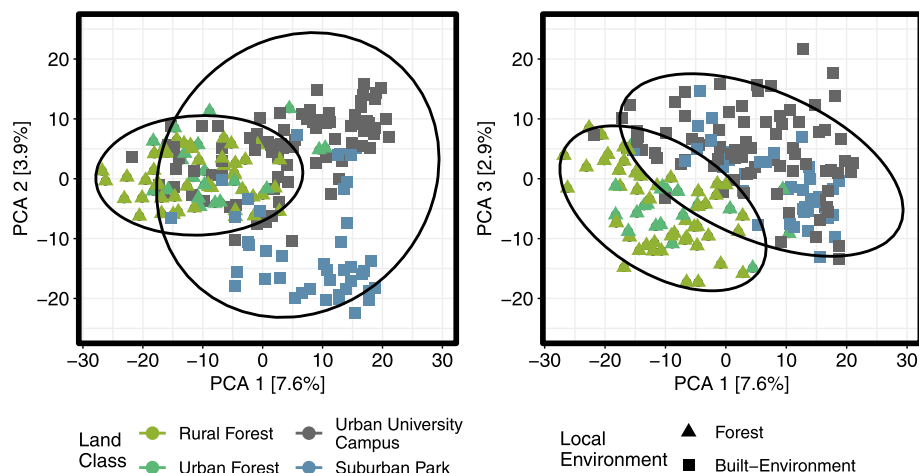 20
10
0
−10
−20
PCA 2 [3.9%]
−30 −20 −10 0 10 20 30
PCA 1 [7.6%]
20
10
0
−10
−20
PCA 3 [2.9%]
−30 −20 −10 0 10 20 30
PCA 1 [7.6%]
Land
Class
Rural Forest
Urban Forest
Urban University
Campus
Suburban Park
Local
Environment
Forest
Built−Environment